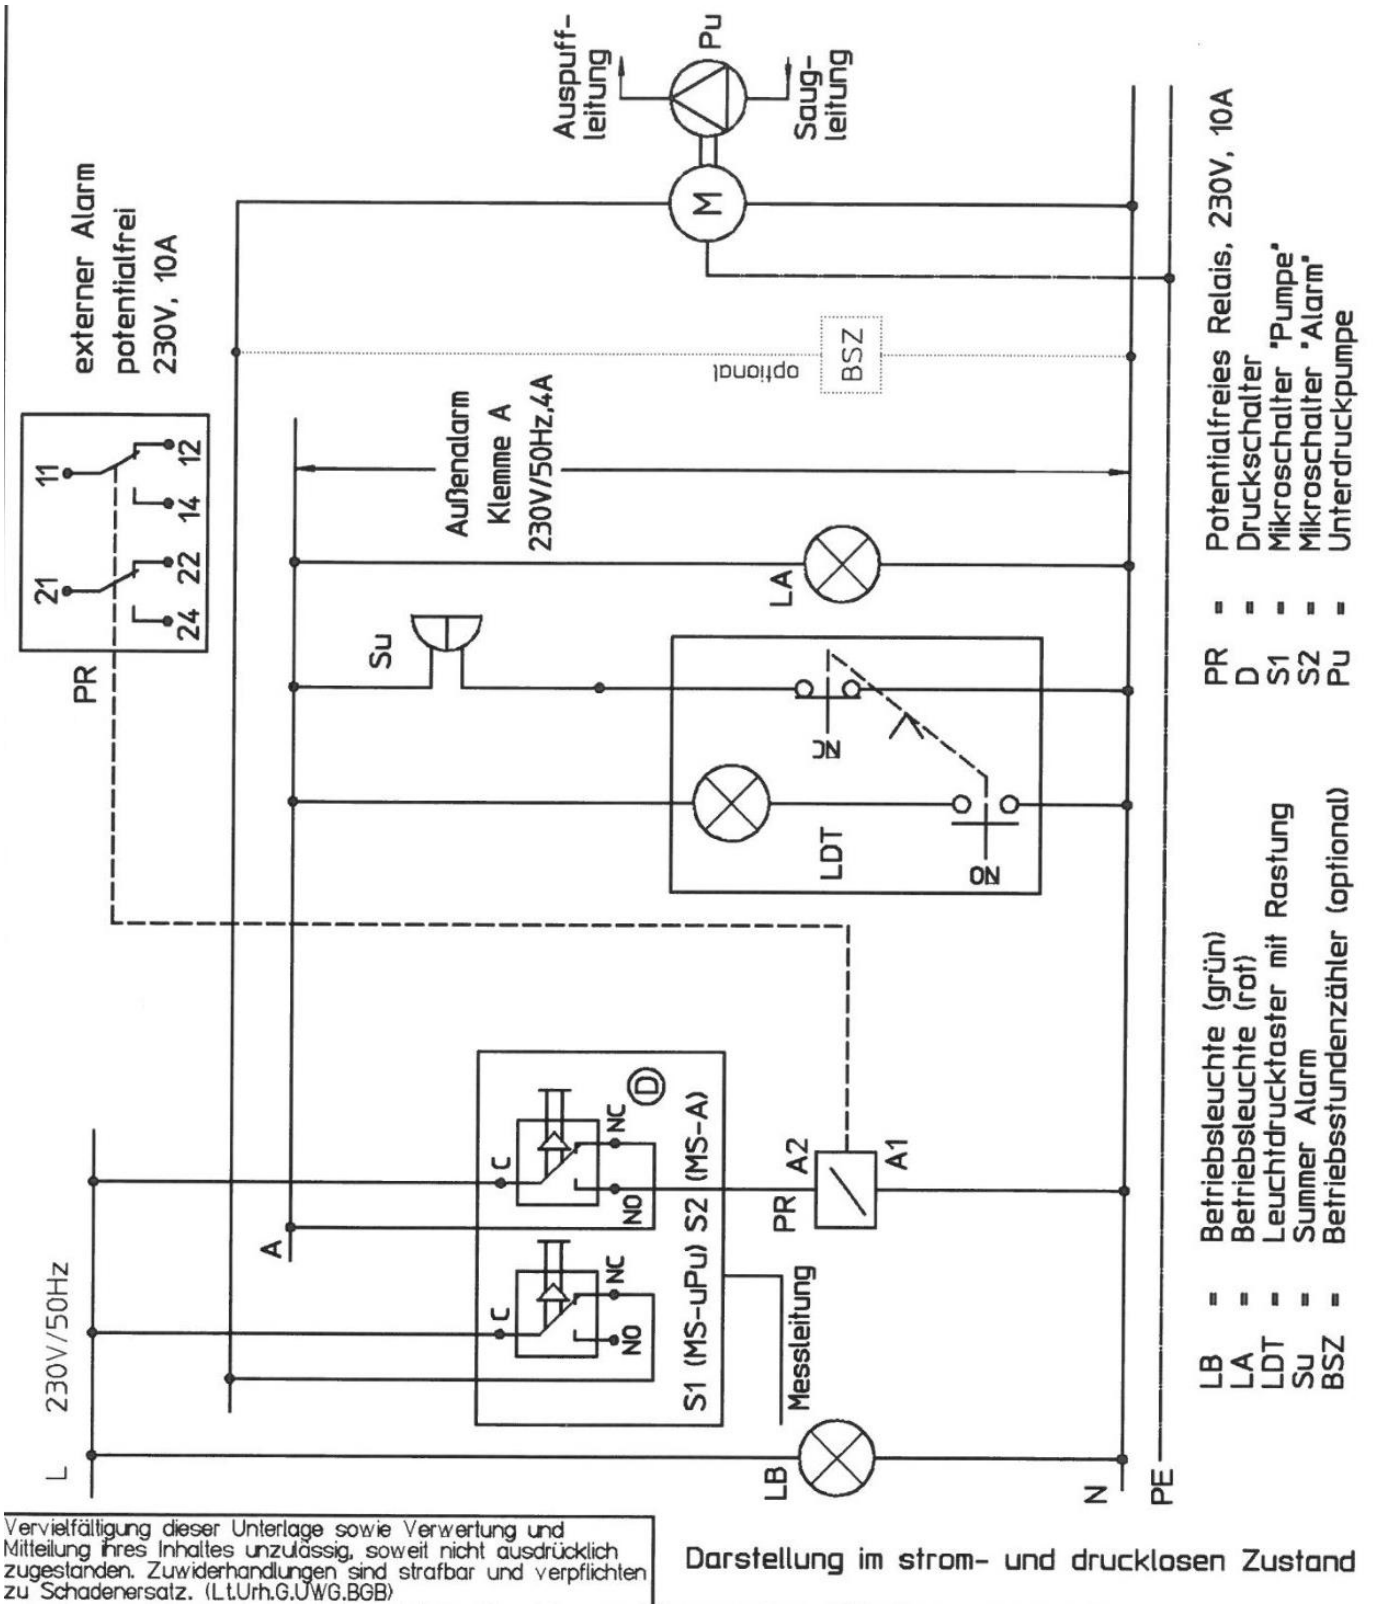 externer Alarm
potentialfrei
230V, 10A
11
12
14
21
22
24
PR
Auspuff-
leitung
Pu
Saug-
leitung
M
optional
BSZ
Außenalarm
Klemme A
230V/50Hz,4A
LA
Su
NC
NO
LDT
L 230V/50Hz
A
C
NC
NO
C
NC
NO
D
S1 (MS-uPu) S2 (MS-A)
Messleitung
PR
A2
A1
LB
N
PE
LB = Betriebsleuchte (grün)
LA = Betriebsleuchte (rot)
LDT = Leuchtdrucktaster mit Rastung
Su = Summer Alarm
BSZ = Betriebsstundenzähler (optional)
PR = Potentialfreies Relais, 230V, 10A
D = Druckschalter
S1 = Mikroschalter "Pumpe"
S2 = Mikroschalter "Alarm"
Pu = Unterdruckpumpe
Vervielfältigung dieser Unterlage sowie Verwertung und
Mitteilung ihres Inhaltes unzulässig, soweit nicht ausdrücklich
zugestanden. Zuwiderhandlungen sind strafbar und verpflichten
zu Schadenersatz. (Lt.Urh.G.UWG.BGB)
Darstellung im strom- und drucklosen Zustand